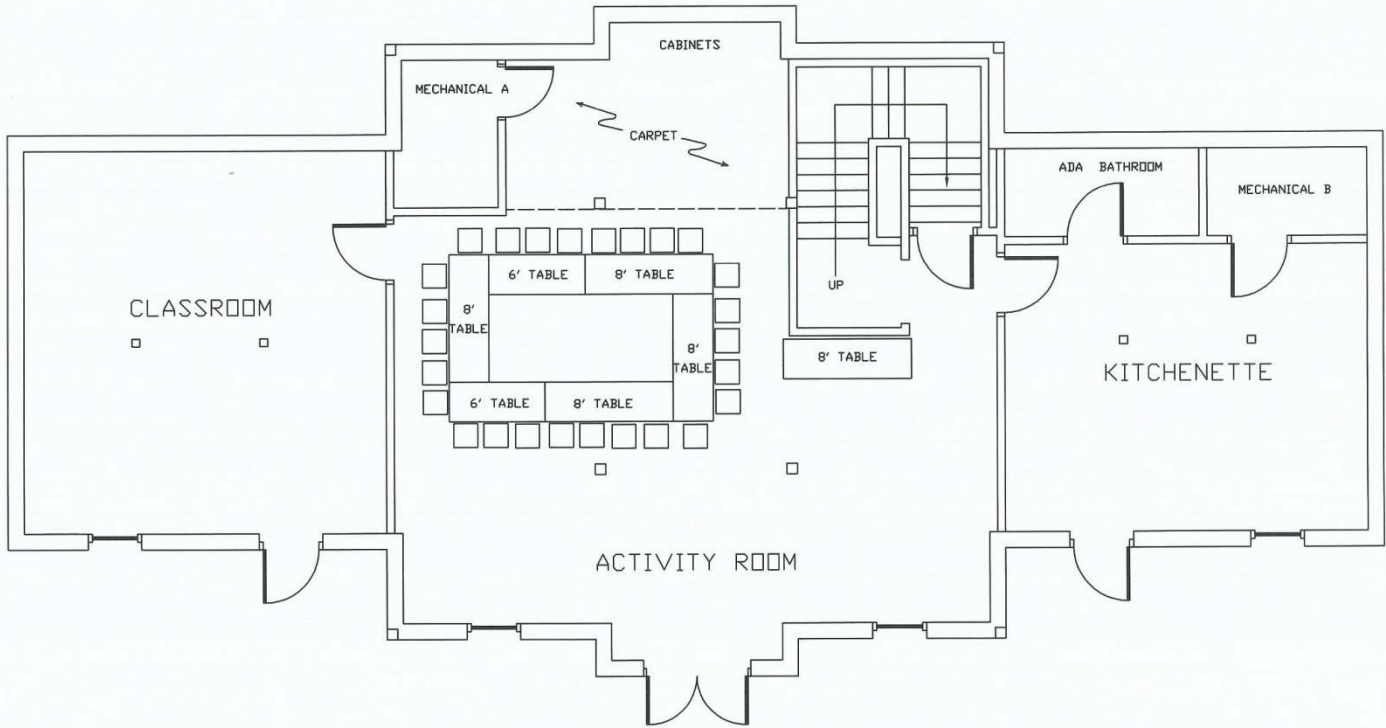 CABINETS
MECHANICAL A
CARPET
ADA BATHROOM
MECHANICAL B
6' TABLE
8' TABLE
UP
CLASSROOM
8'
TABLE
8'
TABLE
8' TABLE
KITCHENETTE
6' TABLE
8' TABLE
ACTIVITY ROOM